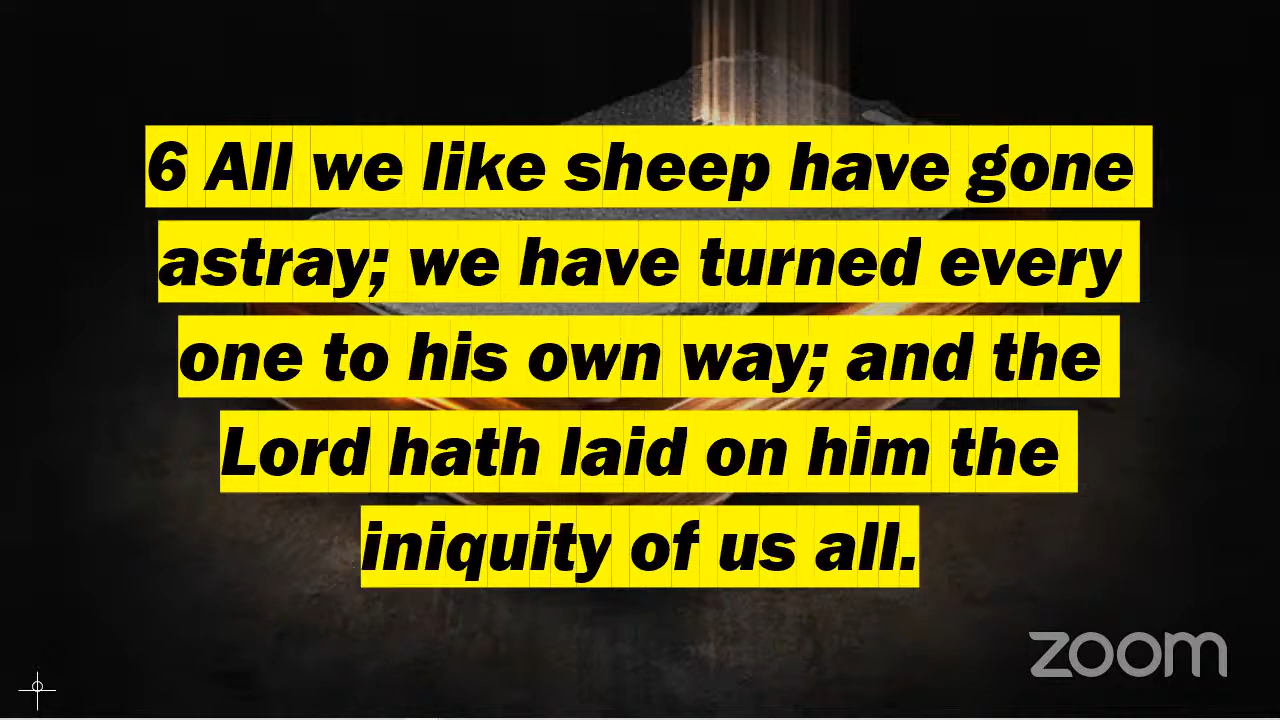 6 All we like sheep have gone
astray; we have turned every
one to his own way; and the
Lord hath laid on him the
iniquity of us all.
zoom